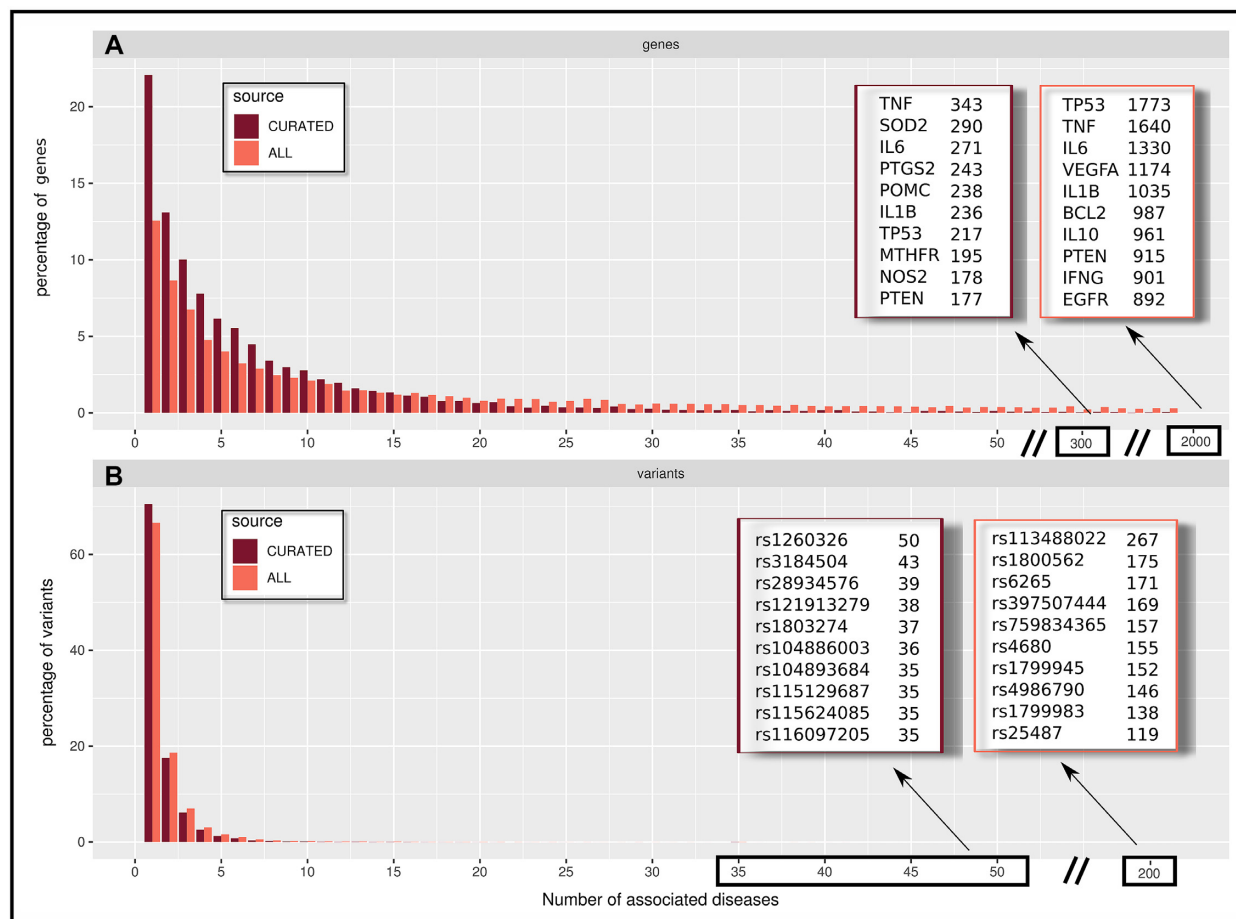 A
genes
percentage of genes
20
15
10
5
0
source
CURATED
ALL
TNF 343
SOD2 290
IL6 271
PTGS2 243
POMC 238
IL1B 236
TP53 217
MTHFR 195
NOS2 178
PTEN 177
TP53 1773
TNF 1640
IL6 1330
VEGFA 1174
IL1B 1035
BCL2 987
IL10 961
PTEN 915
IFNG 901
EGFR 892
0 5 10 15 20 25 30 35 40 45 50 // 300 // 2000
B
variants
percentage of variants
60
40
20
0
source
CURATED
ALL
rs1260326 50
rs3184504 43
rs28934576 39
rs121913279 38
rs1803274 37
rs104886003 36
rs104893684 35
rs115129687 35
rs115624085 35
rs116097205 35
rs113488022 267
rs1800562 175
rs6265 171
rs397507444 169
rs759834365 157
rs4680 155
rs1799945 152
rs4986790 146
rs1799983 138
rs25487 119
0 5 10 15 20 25 30 35 40 45 50 // 200
Number of associated diseases